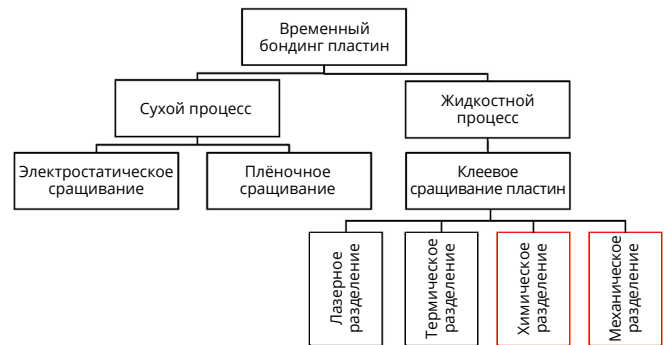 Временный
бондинг пластин
Сухой процесс
Жидкостной
процесс
Электростатическое
сращивание
Плёночное
сращивание
Клеевое
сращивание пластин
Лазерное
разделение
Термическое
разделение
Химическое
разделение
Механическое
разделение